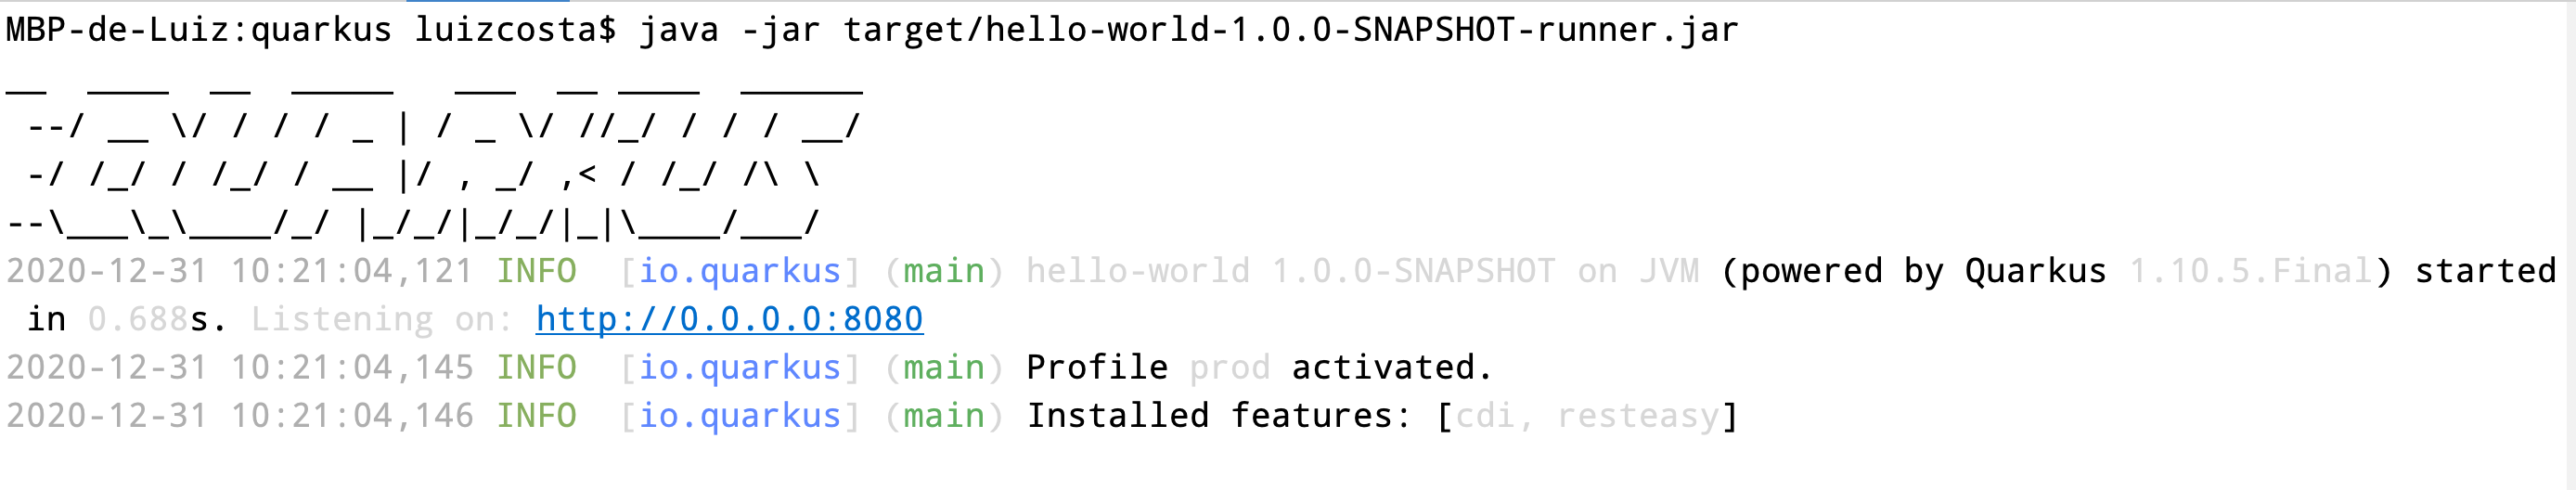 MBP-de-Luiz:quarkus luizcosta$ java -jar target/hello-world-1.0.0-SNAPSHOT-runner.jar
__  ____  __  _____   ___  __ ____  ______
 --/ __ \/ / / / _ | / _ \/ //_/ / / / __/
 -/ /_/ / /_/ / __ |/ , _/ ,< / /_/ /\ \
--\___\_\____/_/ |_/_/|_/_/|_|\____/___/
2020-12-31 10:21:04,121 INFO  [io.quarkus] (main) hello-world 1.0.0-SNAPSHOT on JVM (powered by Quarkus 1.10.5.Final) started
 in 0.688s. Listening on: http://0.0.0.0:8080
2020-12-31 10:21:04,145 INFO  [io.quarkus] (main) Profile prod activated.
2020-12-31 10:21:04,146 INFO  [io.quarkus] (main) Installed features: [cdi, resteasy]